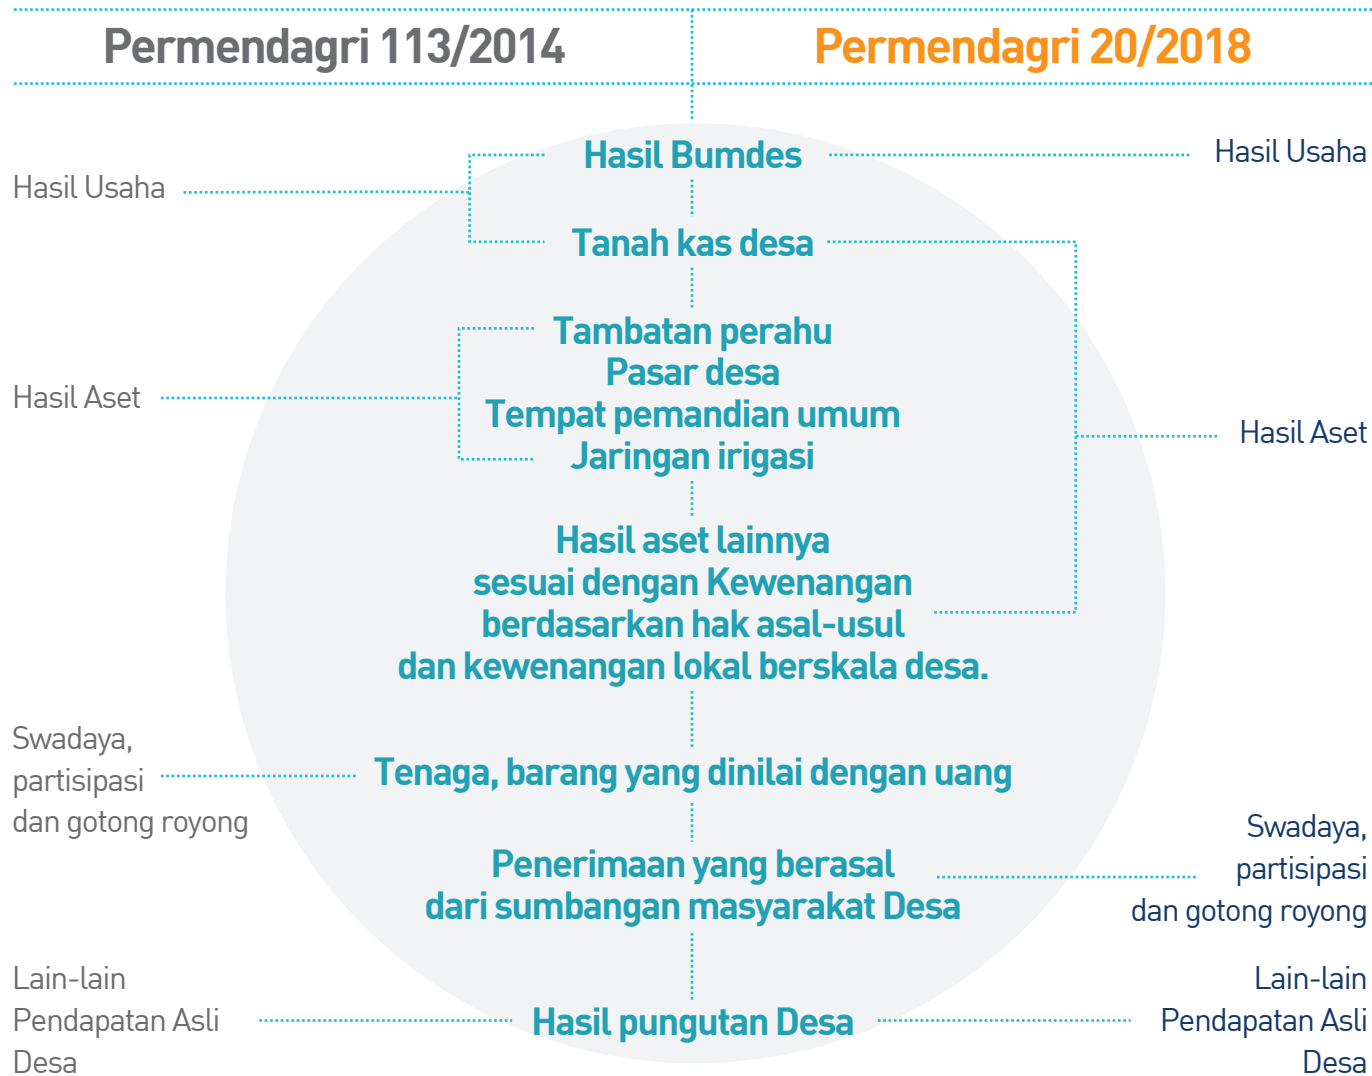 Permendagri 113/2014
Permendagri 20/2018
Hasil Usaha
Hasil Bumdes
Hasil Usaha
Tanah kas desa
Hasil Aset
Tambatan perahu
Pasar desa
Tempat pemandian umum
Jaringan irigasi
Hasil Aset
Hasil aset lainnya
sesuai dengan Kewenangan
berdasarkan hak asal-usul
dan kewenangan lokal berskala desa.
Swadaya,
partisipasi
dan gotong royong
Tenaga, barang yang dinilai dengan uang
Penerimaan yang berasal
dari sumbangan masyarakat Desa
Swadaya,
partisipasi
dan gotong royong
Lain-lain
Pendapatan Asli
Desa
Hasil pungutan Desa
Lain-lain
Pendapatan Asli
Desa